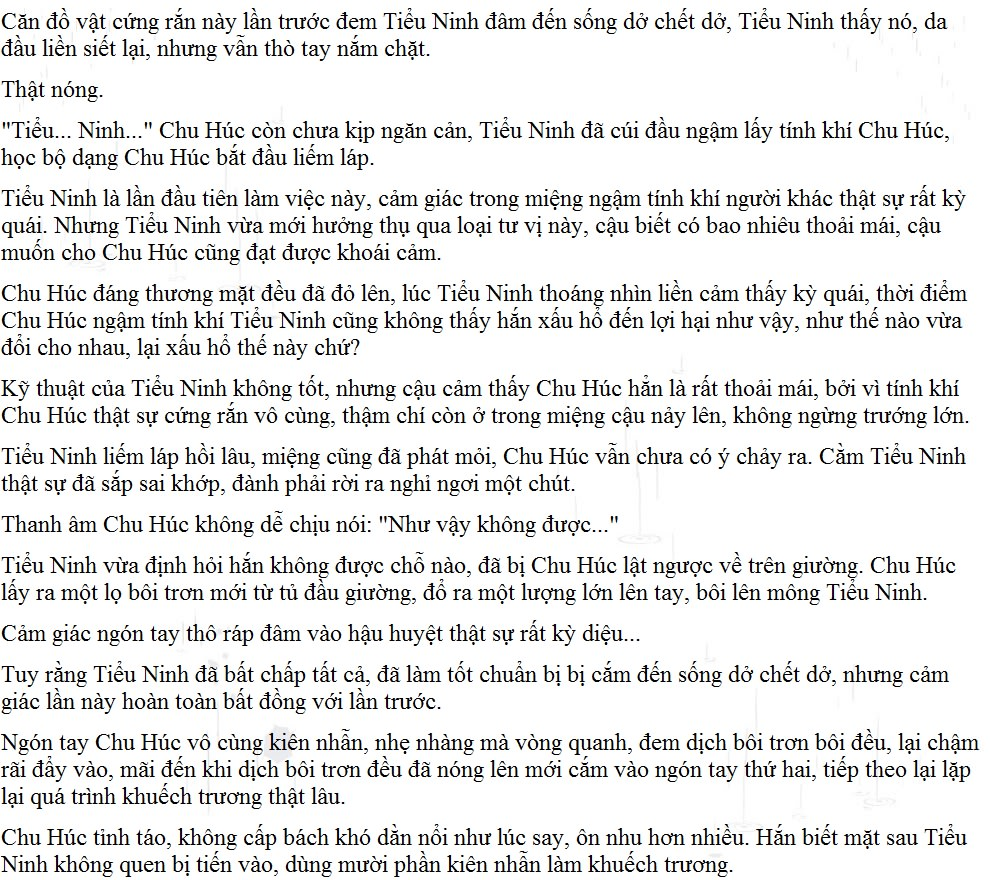 Căn đồ vật cứng rắn này lần trước đem Tiểu Ninh đâm đến sống dở chết dở, Tiểu Ninh thấy nó, da
đầu liền siết lại, nhưng vẫn thò tay nắm chặt.
Thật nóng.
"Tiểu... Ninh..." Chu Húc còn chưa kịp ngăn cản, Tiểu Ninh đã cúi đầu ngậm lấy tính khí Chu Húc,
học bộ dạng Chu Húc bắt đầu liếm láp.
Tiểu Ninh là lần đầu tiên làm việc này, cảm giác trong miệng ngậm tính khí người khác thật sự rất kỳ
quái. Nhưng Tiểu Ninh vừa mới hưởng thụ qua loại tư vị này, cậu biết có bao nhiêu thoải mái, cậu
muốn cho Chu Húc cũng đạt được khoái cảm.
Chu Húc đáng thương mặt đều đã đỏ lên, lúc Tiểu Ninh thoáng nhìn liền cảm thấy kỳ quái, thời điểm
Chu Húc ngậm tính khí Tiểu Ninh cũng không thấy hắn xấu hổ đến lợi hại như vậy, như thế nào vừa
đổi cho nhau, lại xấu hổ thế này chứ?
Kỹ thuật của Tiểu Ninh không tốt, nhưng cậu cảm thấy Chu Húc hẳn là rất thoải mái, bởi vì tính khí
Chu Húc thật sự cứng rắn vô cùng, thậm chí còn ở trong miệng cậu nảy lên, không ngừng trướng lớn.
Tiểu Ninh liếm láp hồi lâu, miệng cũng đã phát mỏi, Chu Húc vẫn chưa có ý chảy ra. Cằm Tiểu Ninh
thật sự đã sắp sai khớp, đành phải rời ra nghỉ ngơi một chút.
Thanh âm Chu Húc không dễ chịu nói: "Như vậy không được..."
Tiểu Ninh vừa định hỏi hắn không được chỗ nào, đã bị Chu Húc lật ngược về trên giường. Chu Húc
lấy ra một lọ bôi trơn mới từ tủ đầu giường, đổ ra một lượng lớn lên tay, bôi lên mông Tiểu Ninh.
Cảm giác ngón tay thô ráp đâm vào hậu huyệt thật sự rất kỳ diệu...
Tuy rằng Tiểu Ninh đã bất chấp tất cả, đã làm tốt chuẩn bị bị cắm đến sống dở chết dở, nhưng cảm
giác lần này hoàn toàn bất đồng với lần trước.
Ngón tay Chu Húc vô cùng kiên nhẫn, nhẹ nhàng mà vòng quanh, đem dịch bôi trơn bôi đều, lại chậm
rãi đẩy vào, mãi đến khi dịch bôi trơn đều đã nóng lên mới cắm vào ngón tay thứ hai, tiếp theo lại lặp
lại quá trình khuếch trương thật lâu.
Chu Húc tỉnh táo, không cấp bách khó dằn nổi như lúc say, ôn nhu hơn nhiều. Hắn biết mặt sau Tiểu
Ninh không quen bị tiến vào, dùng mười phần kiên nhẫn làm khuếch trương.